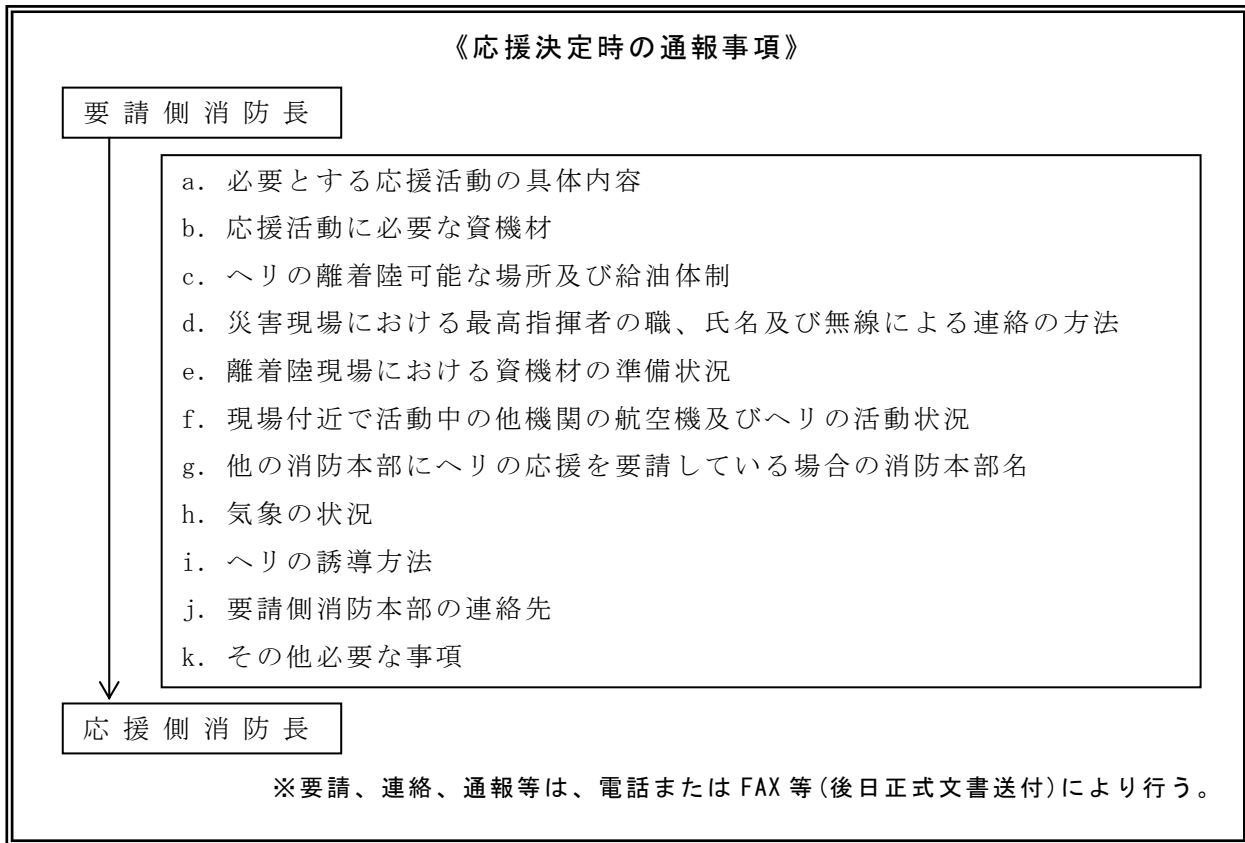 《応援決定時の通報事項》
要請側消防長
a. 必要とする応援活動の具体内容
b. 応援活動に必要な資機材
c. ヘリの離着陸可能な場所及び給油体制
d. 災害現場における最高指揮者の職、氏名及び無線による連絡の方法
e. 離着陸現場における資機材の準備状況
f. 現場付近で活動中の他機関の航空機及びヘリの活動状況
g. 他の消防本部にヘリの応援を要請している場合の消防本部名
h. 気象の状況
i. ヘリの誘導方法
j. 要請側消防本部の連絡先
k. その他必要な事項
応援側消防長
※要請、連絡、通報等は、電話または FAX 等(後日正式文書送付)により行う。